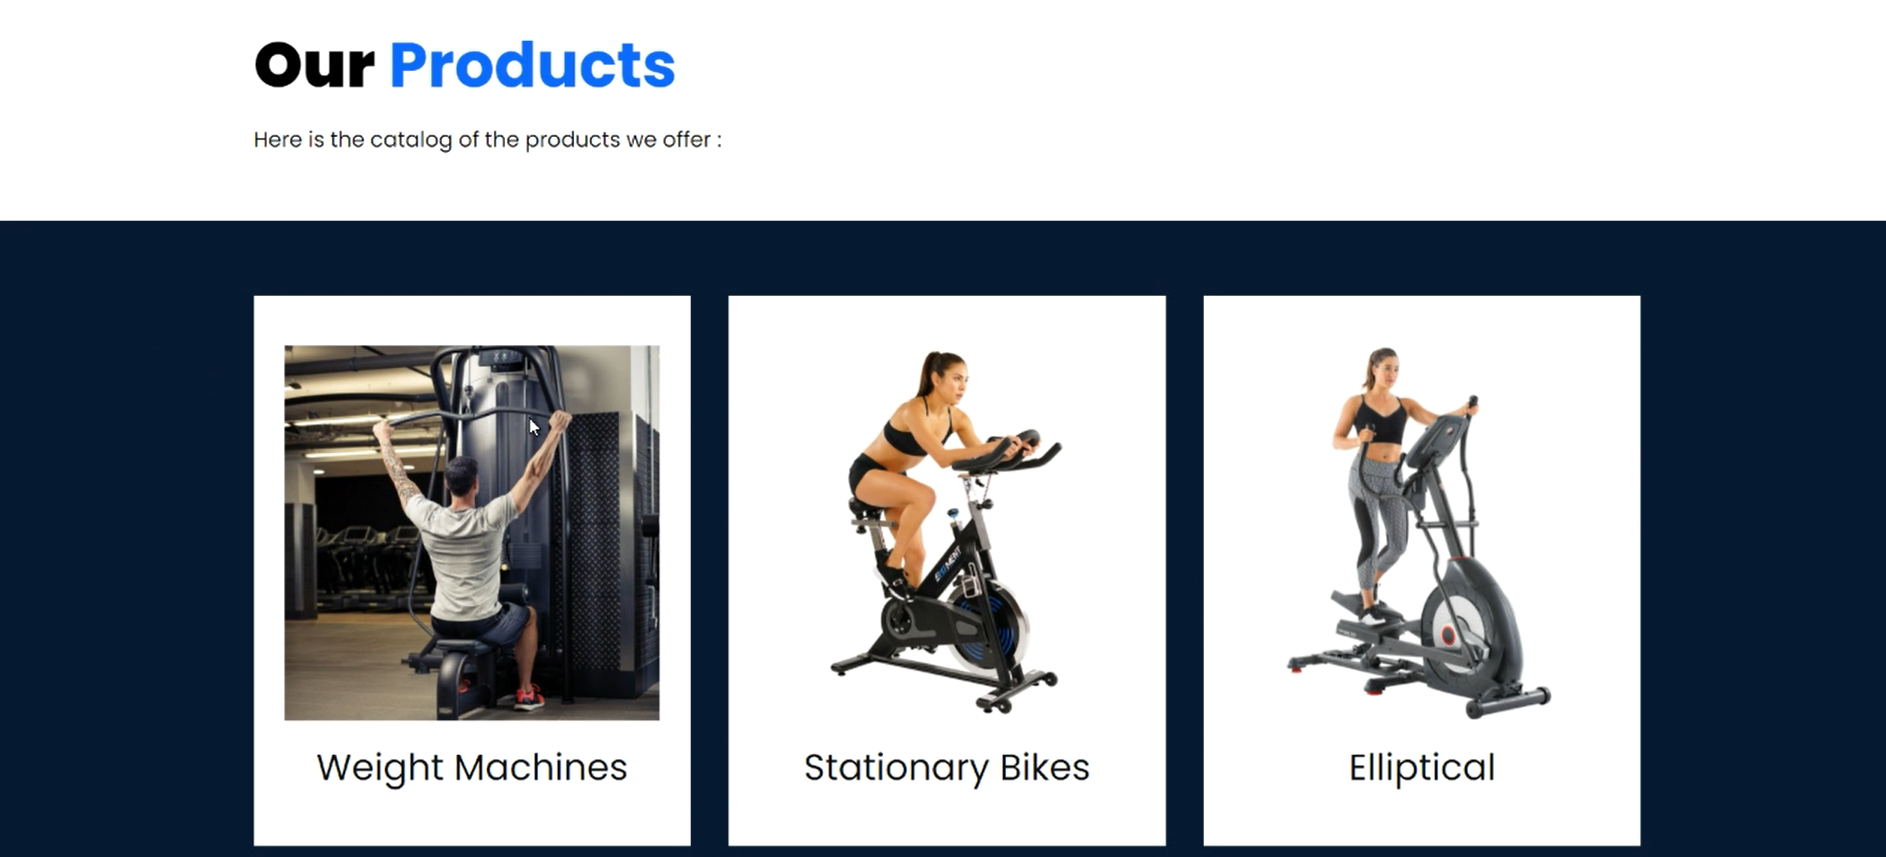 Our Products
Here is the catalog of the products we offer :
Weight Machines
Stationary Bikes
Elliptical